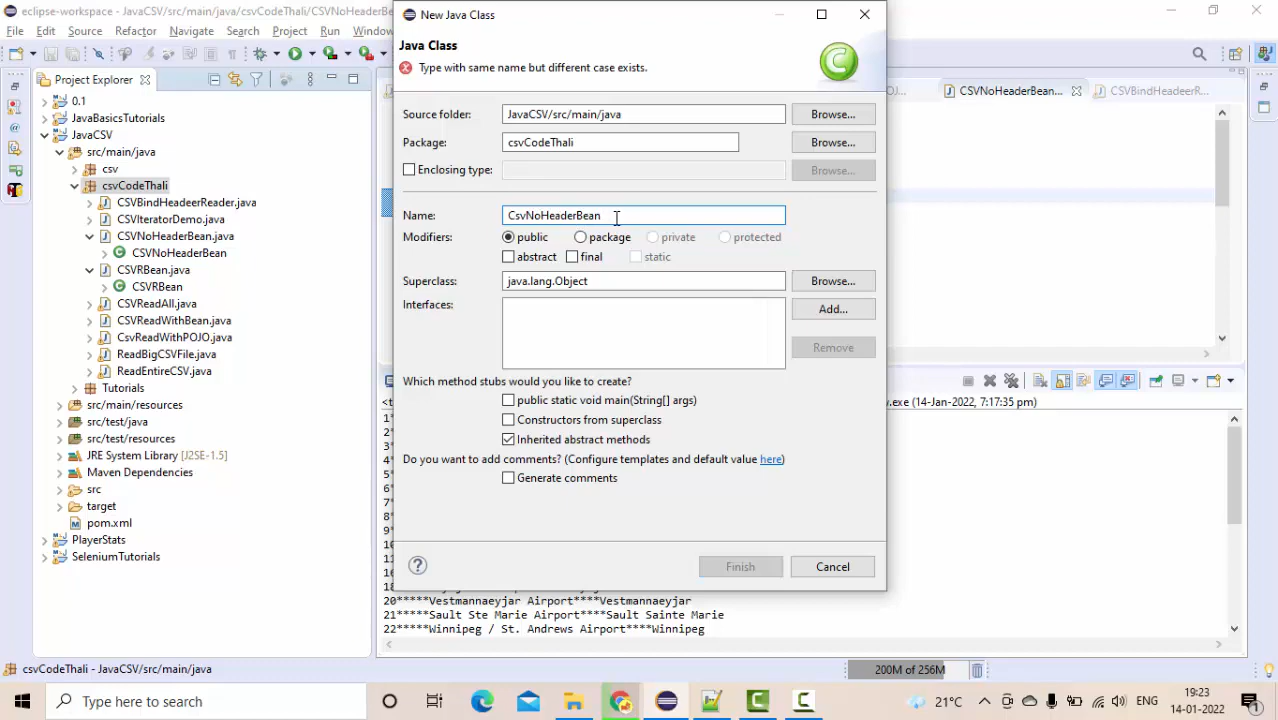 eclipse-workspace - JavaCSV/src/main/java/csvCodeThali/
File Edit Source Refactor Navigate Search Project Run Window
New Java Class
Java Class
Type with same name but different case exists.
Project Explorer
CSVNoHeaderBean...
CSVBindHeaderR...
Source folder: JavaCSV/src/main/java Browse...
Package: csvCodeThali Browse...
Enclosing type: Browse...
Name: CsvNoHeaderBean
Modifiers: public package private protected
abstract final static
Superclass: java.lang.Object Browse...
Interfaces: Add...
Remove
Which method stubs would you like to create?
public static void main(String[] args)
Constructors from superclass
Inherited abstract methods
Do you want to add comments? (Configure templates and default value here)
Generate comments
Finish Cancel
0.1
JavaBasicsTutorials
JavaCSV
src/main/java
csv
csvCodeThali
CSVBindHeadeerReader.java
CSVIteratorDemo.java
CSVNoHeaderBean.java
CSVNoHeaderBean
CSVRBean.java
CSVRBean
CSVReadAll.java
CSVReadWithBean.java
CsvReadWithPOJO.java
ReadBigCSVFile.java
ReadEntireCSV.java
Tutorials
src/main/resources
src/test/java
src/test/resources
JRE System Library [J2SE-1.5]
Maven Dependencies
src
target
pom.xml
PlayerStats
SeleniumTutorials
.exe (14-Jan-2022, 7:17:35 pm)
20*****Vestmannaeyjar Airport****Vestmannaeyjar
21*****Sault Ste Marie Airport****Sault Sainte Marie
22*****Winnipeg / St. Andrews Airport****Winnipeg
csvCodeThali - JavaCSV/src/main/java
200M of 256M
Type here to search
21°C
ENG
19:23
14-01-2022